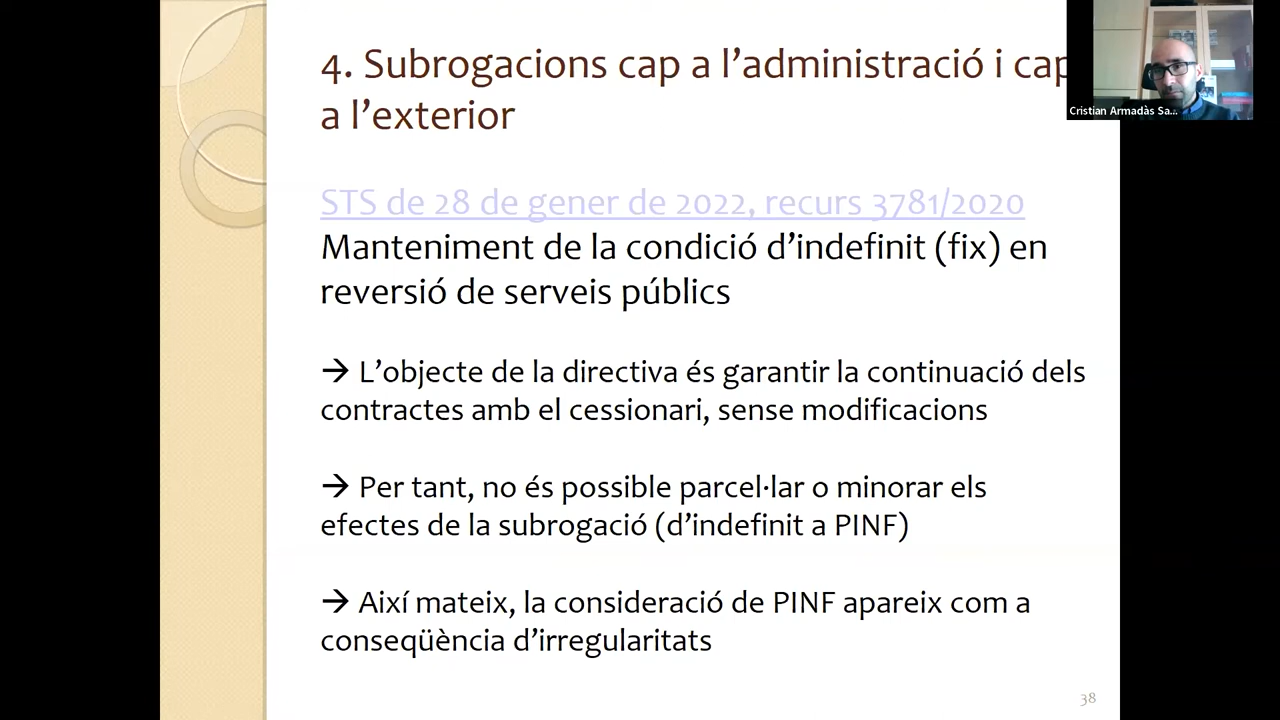 4. Subrogacions cap a l’administració i cap
a l’exterior
Cristian Armadàs Sa...
STS de 28 de gener de 2022, recurs 3781/2020
Manteniment de la condició d’indefinit (fix) en
reversió de serveis públics
→ L’objecte de la directiva és garantir la continuació dels
contractes amb el cessionari, sense modificacions
→ Per tant, no és possible parcel·lar o minorar els
efectes de la subrogació (d’indefinit a PINF)
→ Així mateix, la consideració de PINF apareix com a
conseqüència d’irregularitats
38